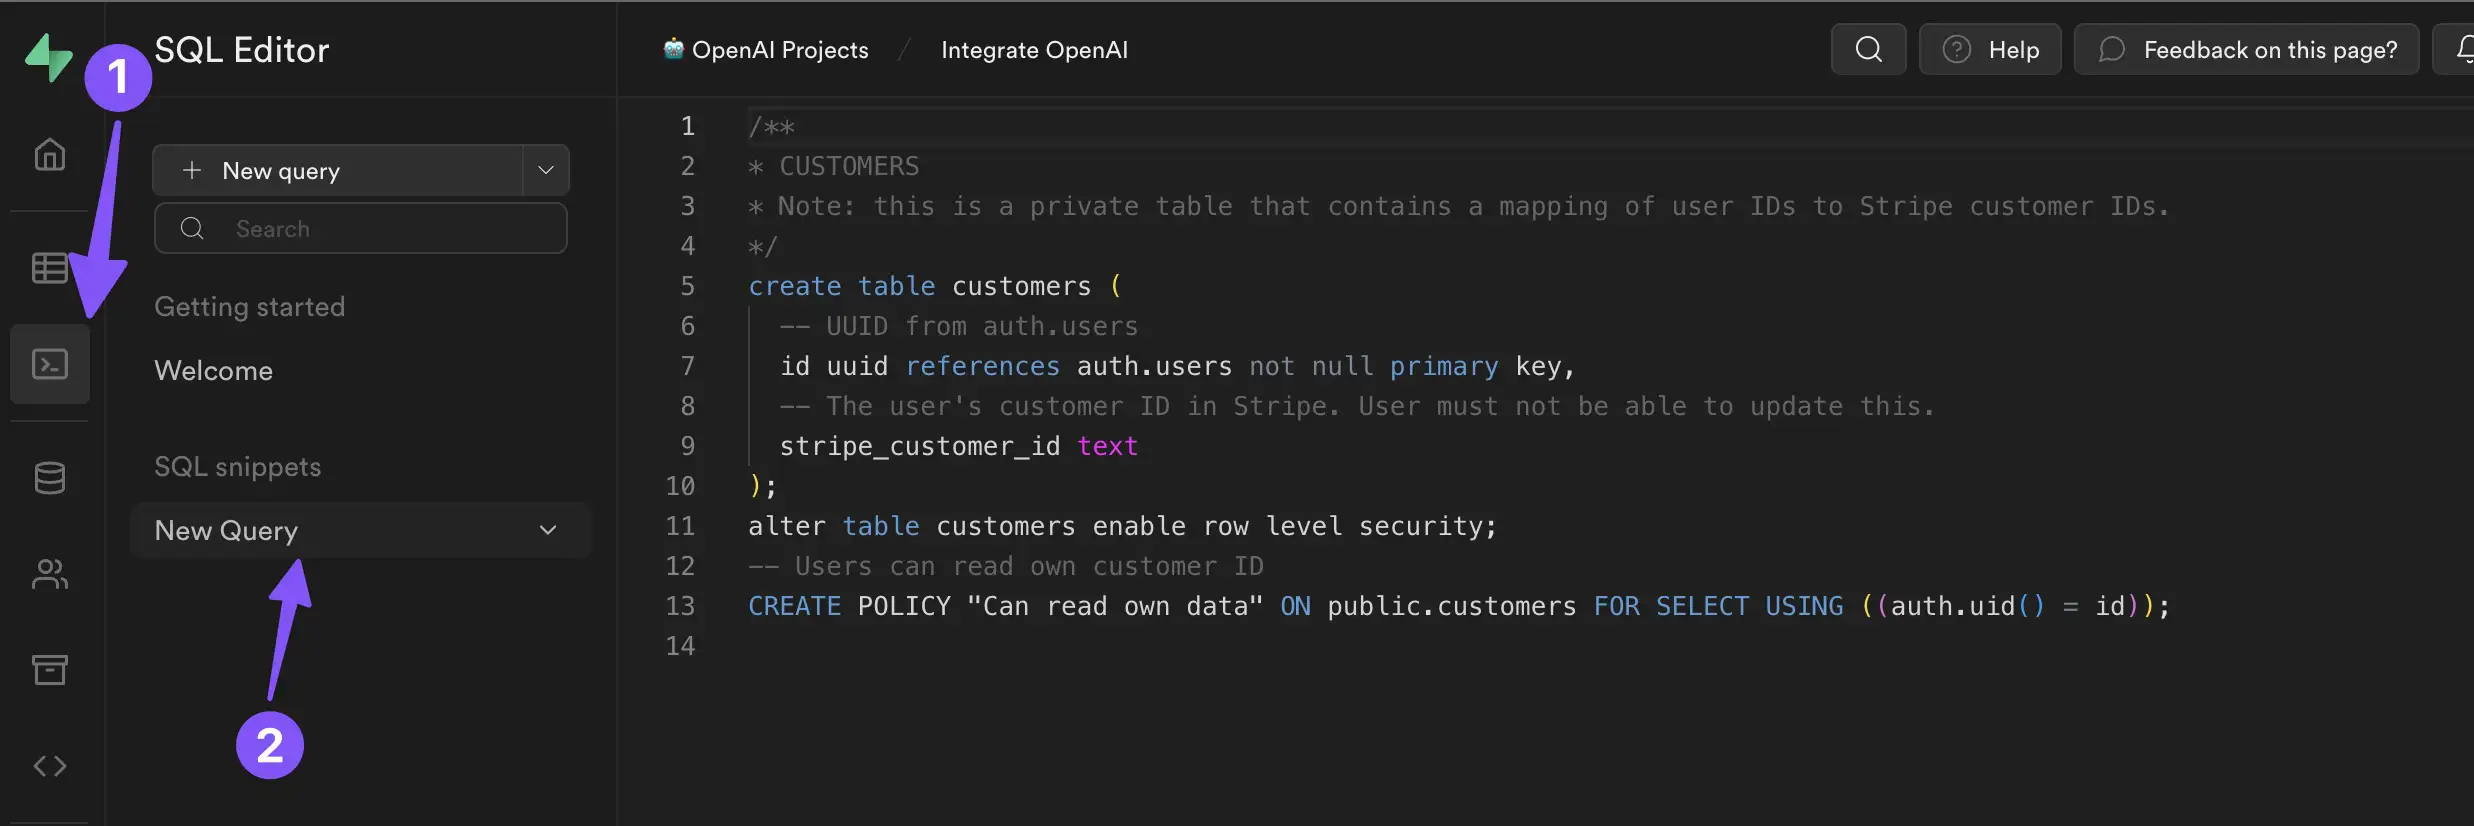 SQL Editor
OpenAI Projects / Integrate OpenAI
Help
Feedback on this page?
1
New query
Search
Getting started
Welcome
SQL snippets
New Query
2
1 /**
2 * CUSTOMERS
3 * Note: this is a private table that contains a mapping of user IDs to Stripe customer IDs.
4 */
5 create table customers (
6 -- UUID from auth.users
7 id uuid references auth.users not null primary key,
8 -- The user's customer ID in Stripe. User must not be able to update this.
9 stripe_customer_id text
10 );
11 alter table customers enable row level security;
12 -- Users can read own customer ID
13 CREATE POLICY "Can read own data" ON public.customers FOR SELECT USING ((auth.uid() = id));
14